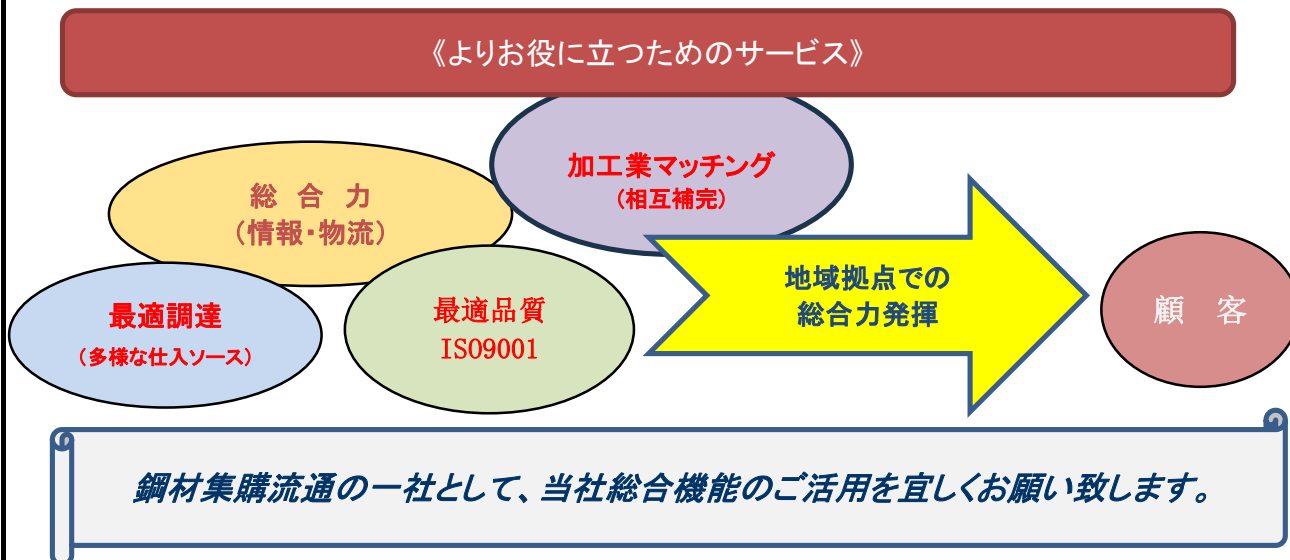 《よりお役に立つためのサービス》
加工業マッチング
(相互補完)
総 合 力
(情報・物流)
最適調達
(多様な仕入ソース)
最適品質
ISO9001
地域拠点での
総合力発揮
顧 客
鋼材集購流通の一社として、当社総合機能のご活用を宜しくお願い致します。